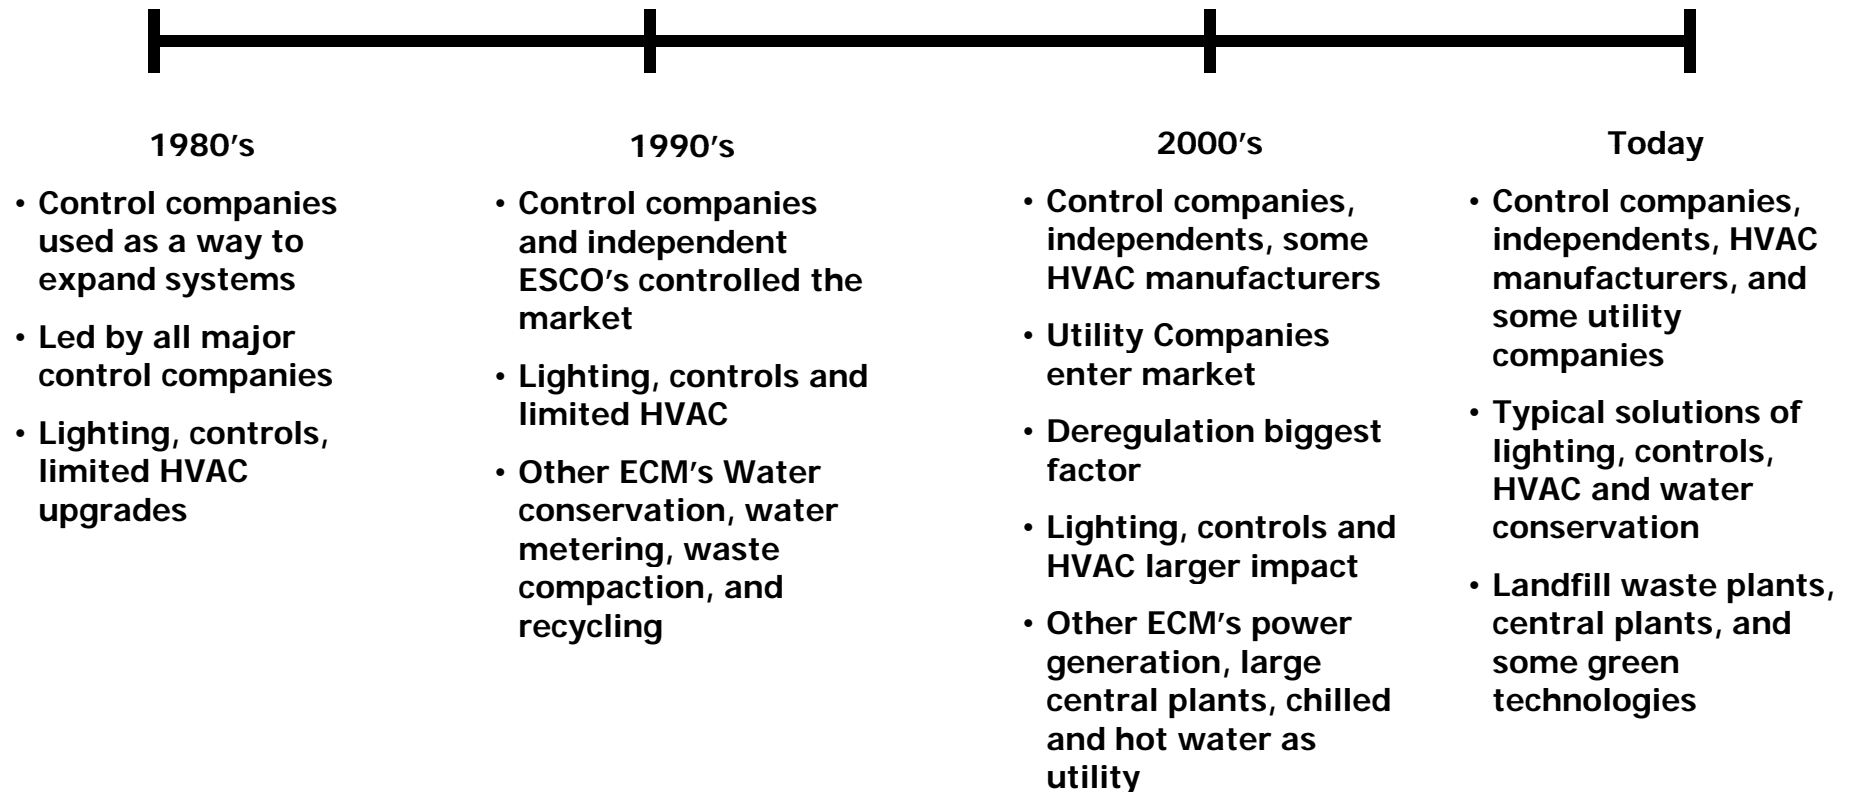 1980's
• Control companies
used as a way to
expand systems
• Led by all major
control companies
• Lighting, controls,
limited HVAC
upgrades
1990's
• Control companies
and independent
ESCO's controlled the
market
• Lighting, controls and
limited HVAC
• Other ECM's Water
conservation, water
metering, waste
compaction, and
recycling
2000's
• Control companies,
independents, some
HVAC manufacturers
• Utility Companies
enter market
• Deregulation biggest
factor
• Lighting, controls and
HVAC larger impact
• Other ECM's power
generation, large
central plants, chilled
and hot water as
utility
Today
• Control companies,
independents, HVAC
manufacturers, and
some utility
companies
• Typical solutions of
lighting, controls,
HVAC and water
conservation
• Landfill waste plants,
central plants, and
some green
technologies